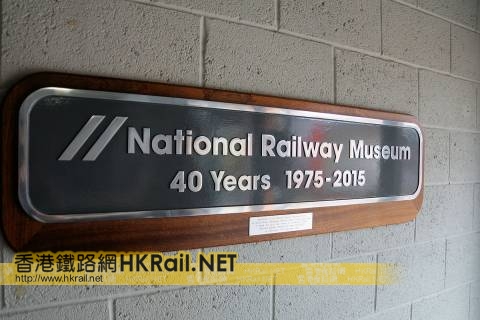 National Railway Museum
40 Years 1975-2015
香港鐵路網HKRail.NET
http://www.hkrail.net